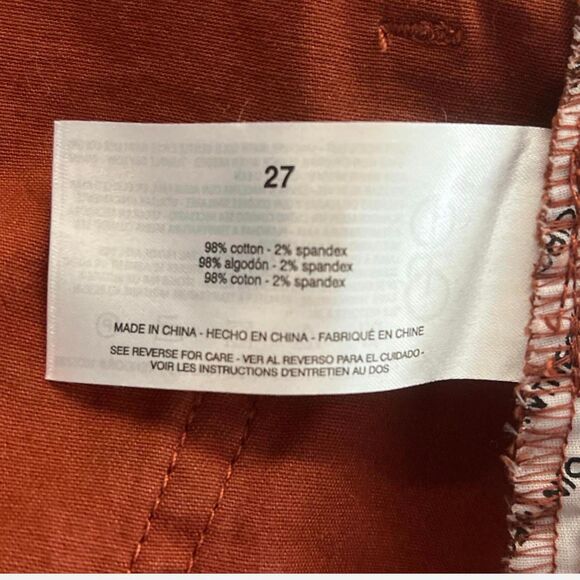 27
98% cotton - 2% spandex
98% algodón - 2% spandex
98% coton - 2% spandex
MADE IN CHINA - HECHO EN CHINA - FABRIQUÉ EN CHINE
SEE REVERSE FOR CARE - VER AL REVERSO PARA EL CUIDADO -
VOIR LES INSTRUCTIONS D'ENTRETIEN AU DOS